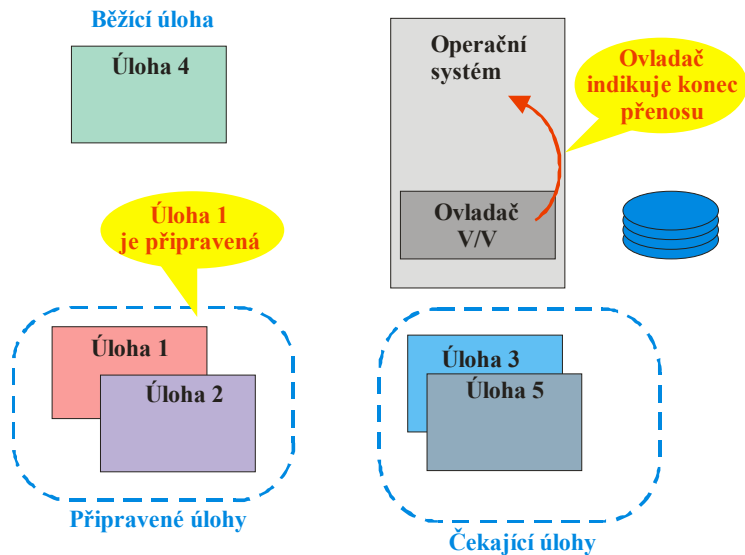 Běžící úloha
Úloha 4
Operační
systém
Ovladač
indikuje konec
přenosu
Ovladač
V/V
Úloha 1
je připravená
Úloha 1
Úloha 2
Připravené úlohy
Úloha 3
Úloha 5
Čekající úlohy